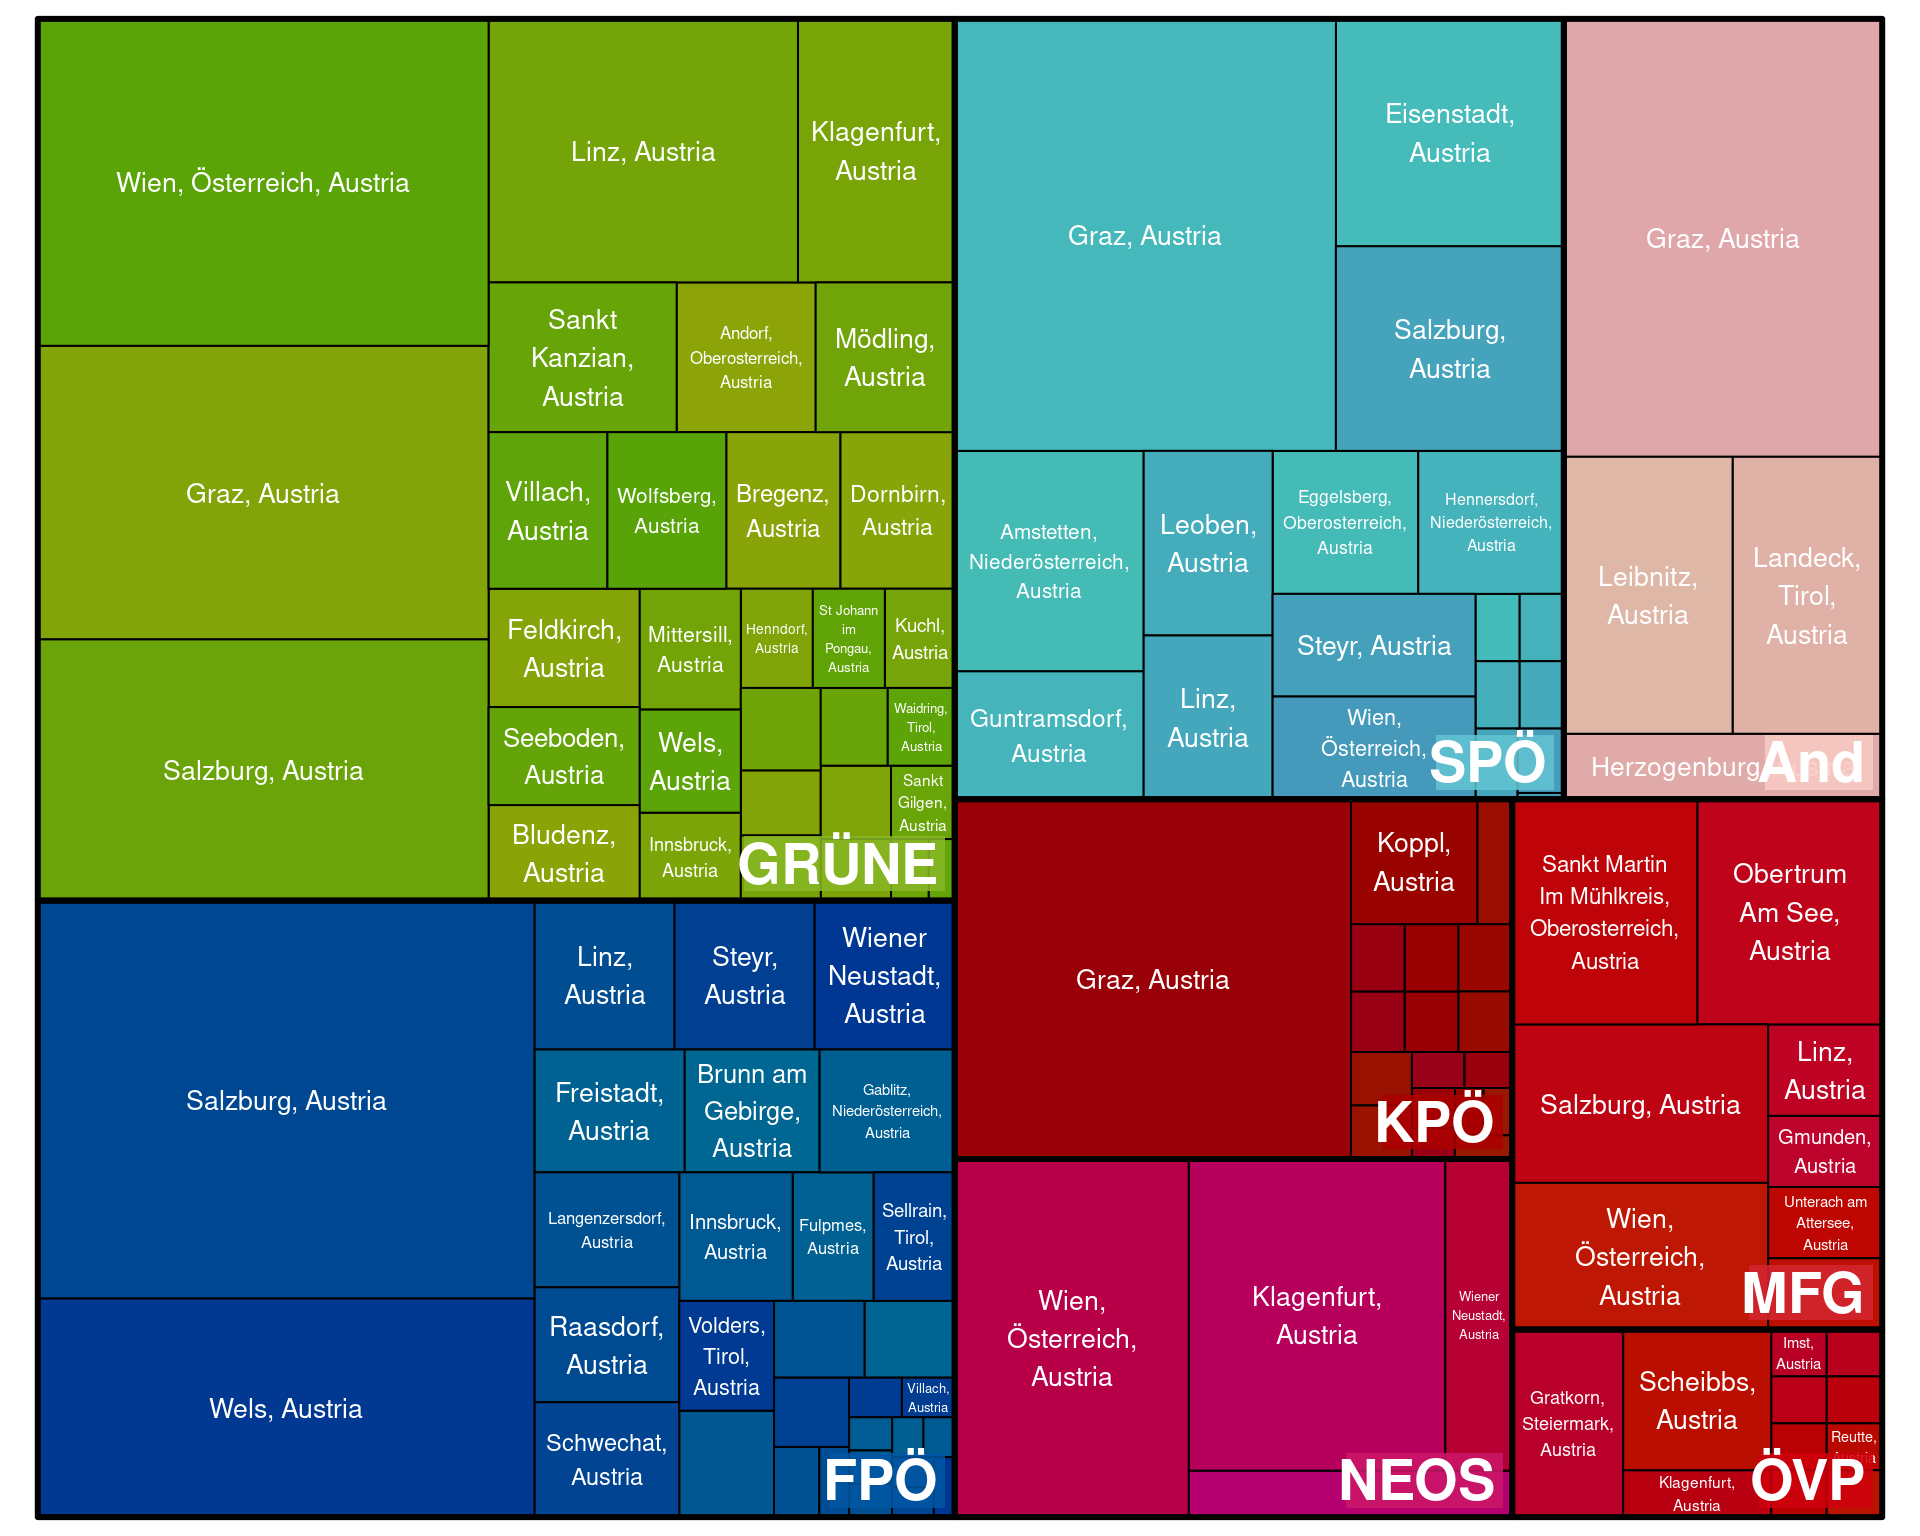 Wien, Österreich, Austria
Linz, Austria
Klagenfurt,
Austria
Graz, Austria
Salzburg, Austria
Sankt
Kanzian,
Austria
Andorf,
Oberosterreich,
Austria
Mödling,
Austria
Villach,
Austria
Wolfsberg,
Austria
Bregenz,
Austria
Dornbirn,
Austria
Feldkirch,
Austria
Mittersill,
Austria
Henndorf,
Austria
St Johann
im
Pongau,
Austria
Kuchl,
Austria
Seeboden,
Austria
Wels,
Austria
Waidring,
Tirol,
Austria
Bludenz,
Austria
Innsbruck,
Austria
Sankt
Gilgen,
Austria
GRÜNE
Graz, Austria
Eisenstadt,
Austria
Salzburg,
Austria
Amstetten,
Niederösterreich,
Austria
Leoben,
Austria
Eggelsberg,
Oberosterreich,
Austria
Hennersdorf,
Niederösterreich,
Austria
Guntramsdorf,
Austria
Linz,
Austria
Steyr, Austria
Wien,
Österreich,
Austria
SPÖ
Graz, Austria
Leibnitz,
Austria
Landeck,
Tirol,
Austria
Herzogenburg,
And
Salzburg, Austria
Wels, Austria
Linz,
Austria
Steyr,
Austria
Wiener
Neustadt,
Austria
Freistadt,
Austria
Brunn am
Gebirge,
Austria
Gablitz,
Niederösterreich,
Austria
Langenzersdorf,
Austria
Innsbruck,
Austria
Fulpmes,
Austria
Sellrain,
Tirol,
Austria
Raasdorf,
Austria
Volders,
Tirol,
Austria
Villach,
Austria
Schwechat,
Austria
FPÖ
Graz, Austria
Koppl,
Austria
KPÖ
Wien,
Österreich,
Austria
Klagenfurt,
Austria
Wiener
Neustadt,
Austria
NEOS
Sankt Martin
Im Mühlkreis,
Oberosterreich,
Austria
Obertrum
Am See,
Austria
Salzburg, Austria
Linz,
Austria
Gmunden,
Austria
Wien,
Österreich,
Austria
Unterach am
Attersee,
Austria
MFG
Gratkorn,
Steiermark,
Austria
Scheibbs,
Austria
Imst,
Austria
Reutte,
Austria
Klagenfurt,
Austria
ÖVP